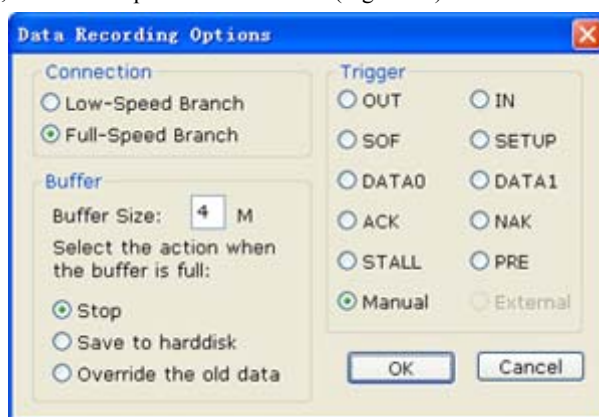 Data Recording Options
Connection
Low-Speed Branch
Full-Speed Branch
Buffer
Buffer Size: 4 M
Select the action when
the buffer is full:
Stop
Save to harddisk
Override the old data
Trigger
OUT IN
SOF SETUP
DATA0 DATA1
ACK NAK
STALL PRE
Manual External
OK Cancel